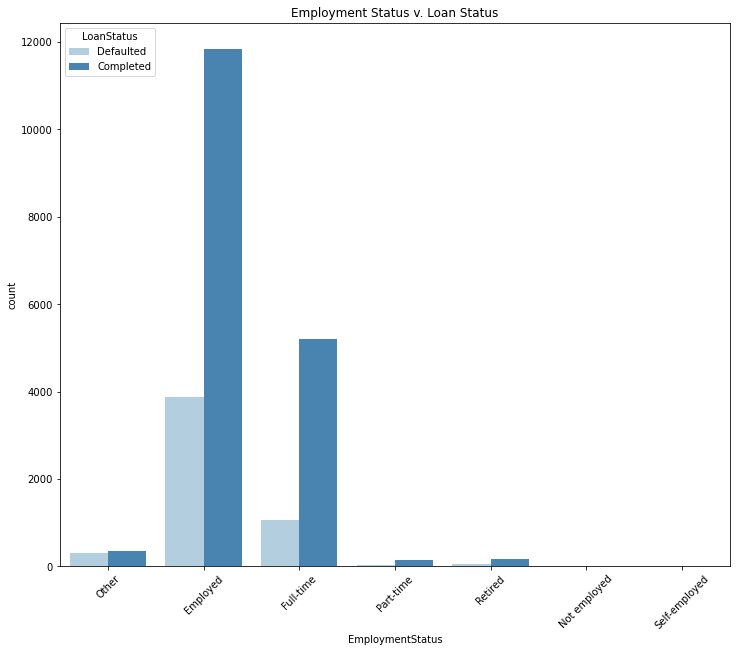 Employment Status v. Loan Status
LoanStatus
Defaulted
Completed
12000
10000
8000
6000
4000
2000
0
count
Other
Employed
Full-time
Part-time
Retired
Not employed
Self-employed
EmploymentStatus